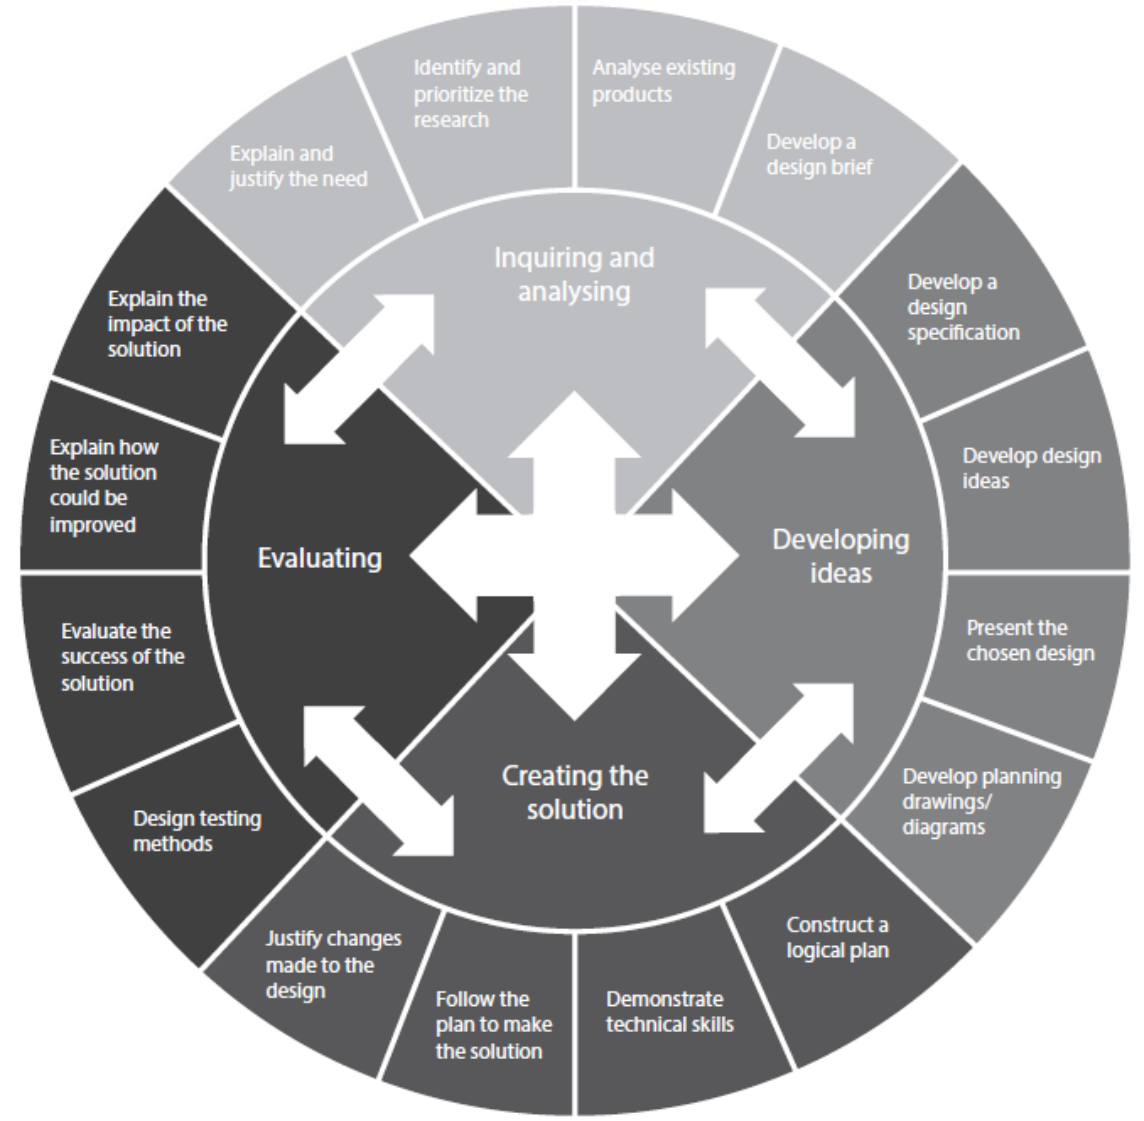 Identify and
prioritize the
research
Analyse existing
products
Develop a
design brief
Explain and
justify the need
Inquiring and
analysing
Develop a
design
specification
Develop design
ideas
Present the
chosen design
Develop planning
drawings/
diagrams
Developing
ideas
Construct a
logical plan
Demonstrate
technical skills
Follow the
plan to make
the solution
Justify changes
made to the
design
Creating the
solution
Design testing
methods
Evaluate the
success of the
solution
Explain how
the solution
could be
improved
Explain the
impact of the
solution
Evaluating